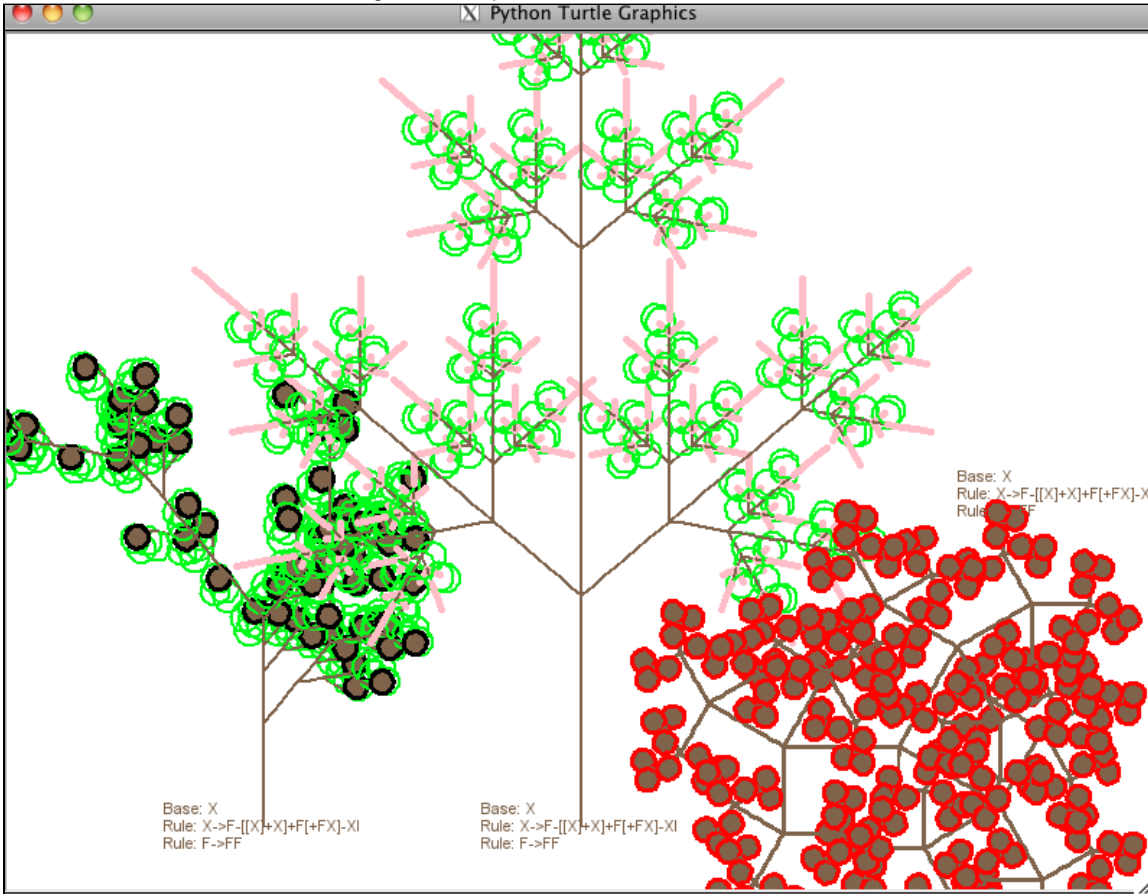 X Python Turtle Graphics
Base: X
Rule: X->F-[[X]+X]+F[+FX]-X
Rule: FF
Base: X
Rule: X->F-[[X]+X]+F[+FX]-XI
Rule: F->FF
Base: X
Rule: X->F-[[X]+X]+F[+FX]-XI
Rule: F->FF